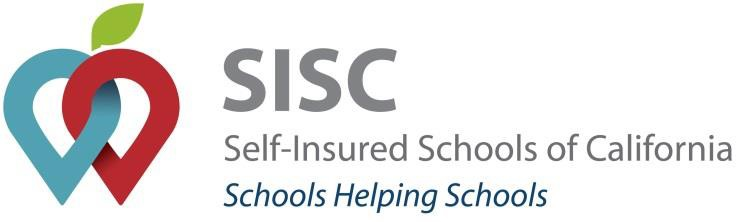 SISC
Self-Insured Schools of California
Schools Helping Schools